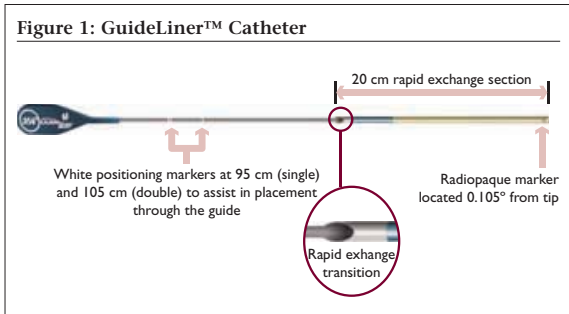 Figure 1: GuideLiner™ Catheter
20 cm rapid exchange section
White positioning markers at 95 cm (single)
and 105 cm (double) to assist in placement
through the guide
Radiopaque marker
located 0.105º from tip
Rapid exhange
transition